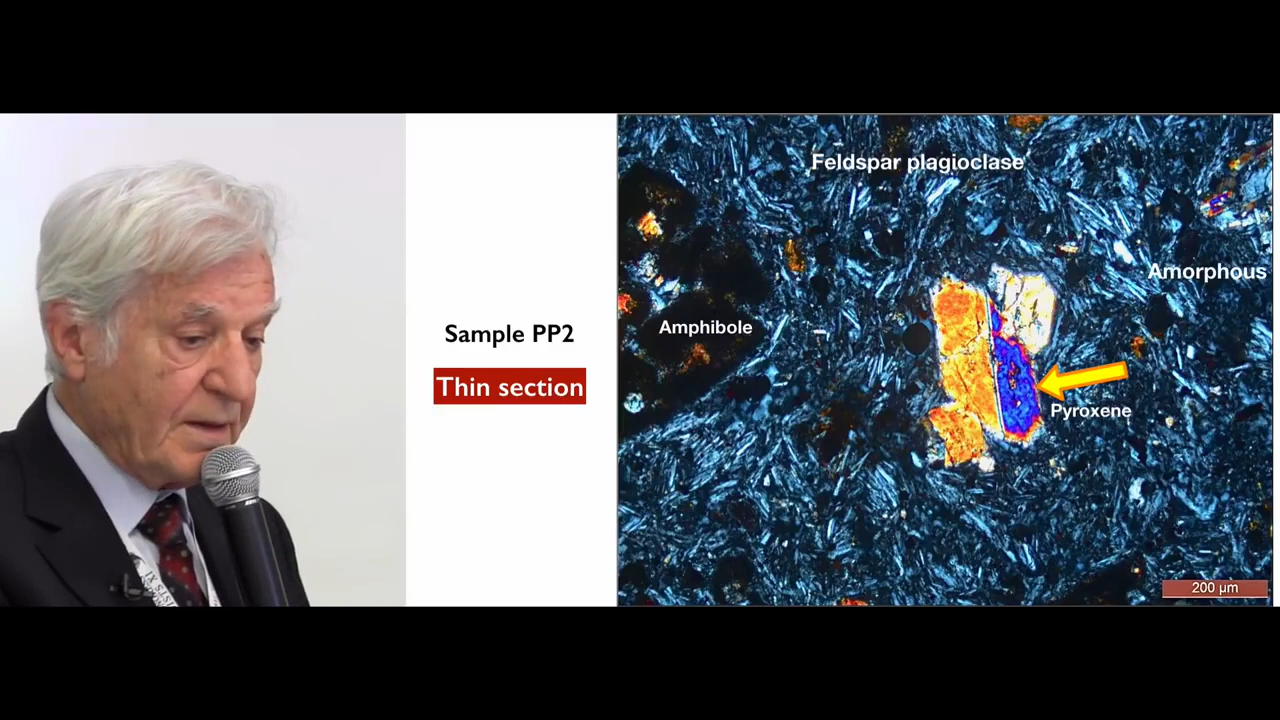 Sample PP2
Thin section
Feldspar plagioclase
Amorphous
Amphibole
Pyroxene
200 µm